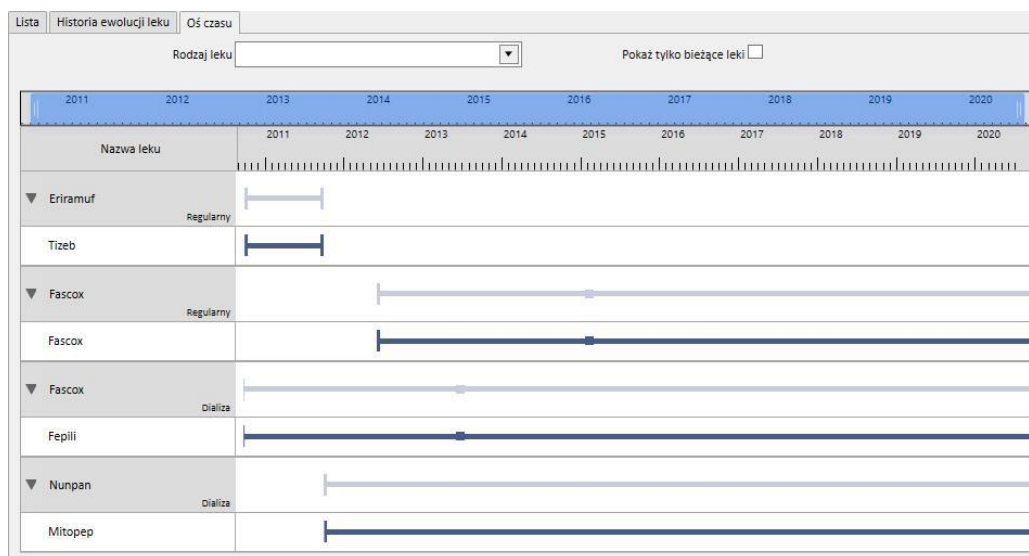 Lista Historia ewolucji leku Oś czasu
Rodzaj leku Pokaż tylko bieżące leki
2011 2012 2013 2014 2015 2016 2017 2018 2019 2020
Nazwa leku 2011 2012 2013 2014 2015 2016 2017 2018 2019 2020
Eriramuf
Regularny
Tizeb
Fascox
Regularny
Fascox
Fascox
Dializa
Fepili
Nunpan
Dializa
Mitopep